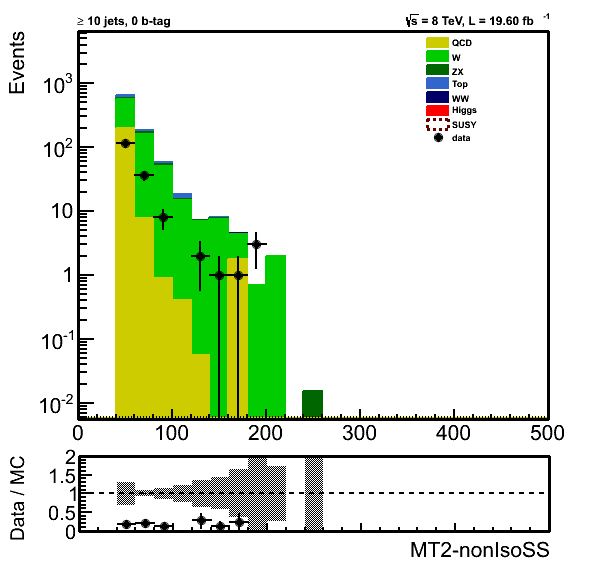 ≥ 10 jets, 0 b-tag
√s = 8 TeV, L = 19.60 fb⁻¹
Events
QCD
W
ZX
Top
WW
Higgs
SUSY
data
10³
10²
10
1
10⁻¹
10⁻²
0 100 200 300 400 500
Data / MC
2
1.5
1
0.5
0
MT2-nonIsoSS